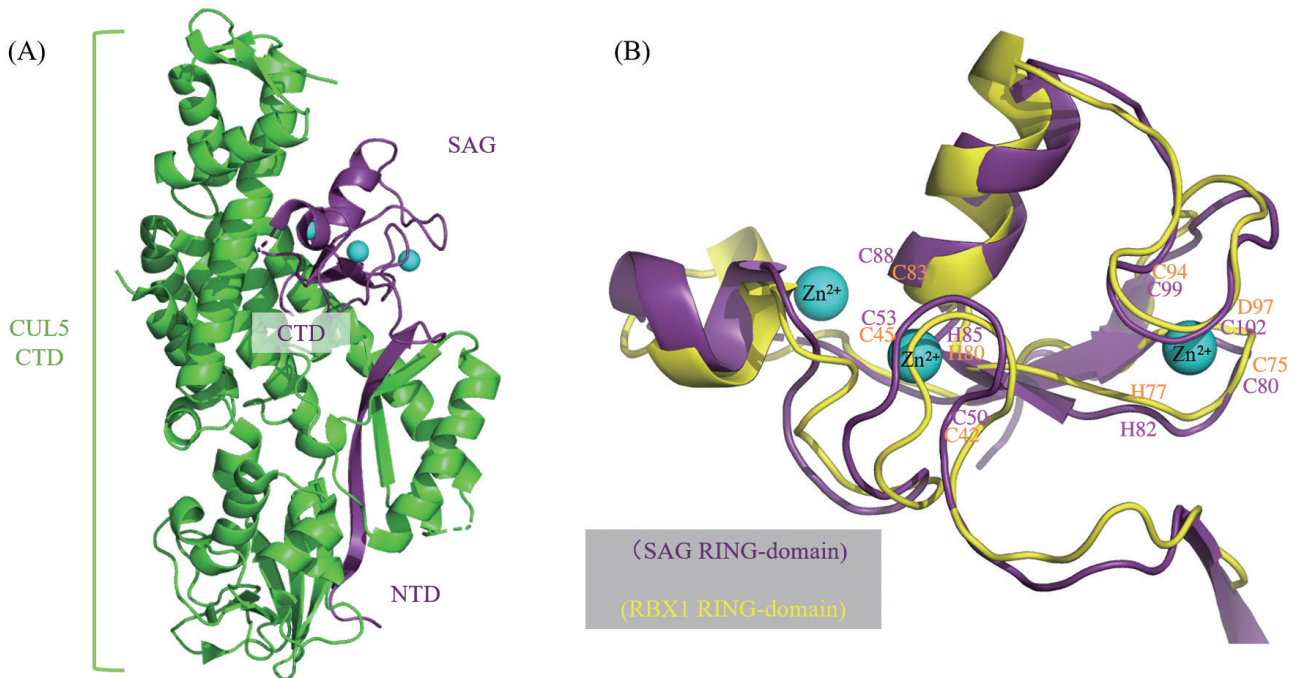 (A)
SAG
CUL5
CTD
CTD
NTD
(B)
C88
C83
Zn²⁺
C53
C45
H85
Zn²⁺
H80
C50
C42
C94
C99
D97
C102
Zn²⁺
C75
C80
H77
H82
（SAG RING-domain)
(RBX1 RING-domain)